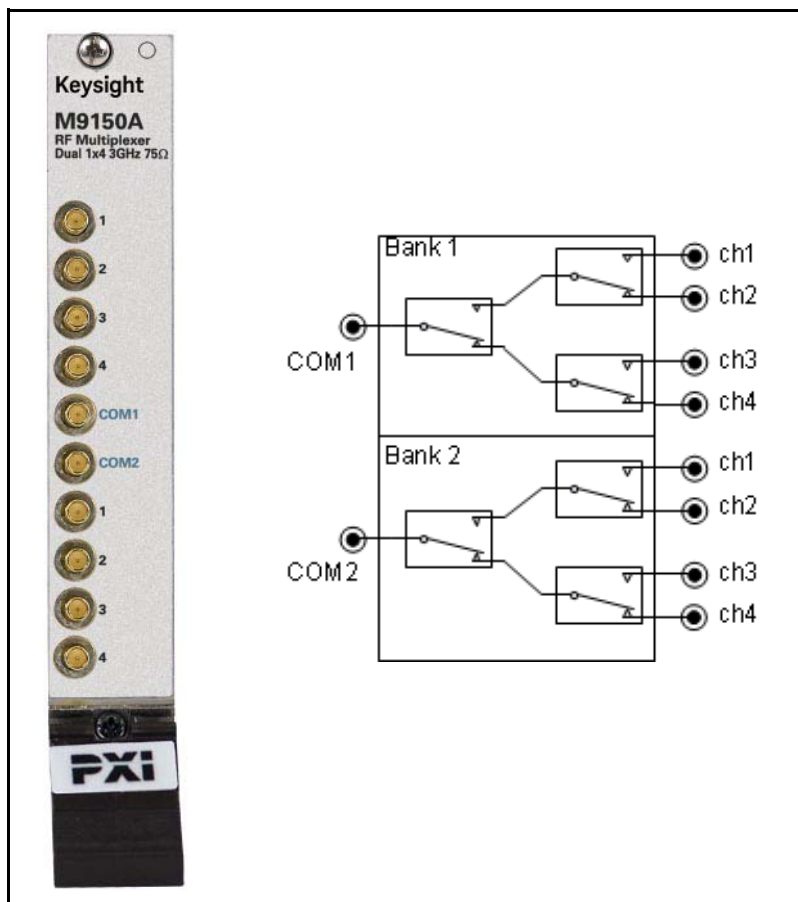 Keysight
M9150A
RF Multiplexer
Dual 1x4 3GHz 75Ω
1
2
3
4
COM1
COM2
1
2
3
4
PXI
Bank 1
ch1
ch2
COM1
ch3
ch4
Bank 2
ch1
ch2
COM2
ch3
ch4